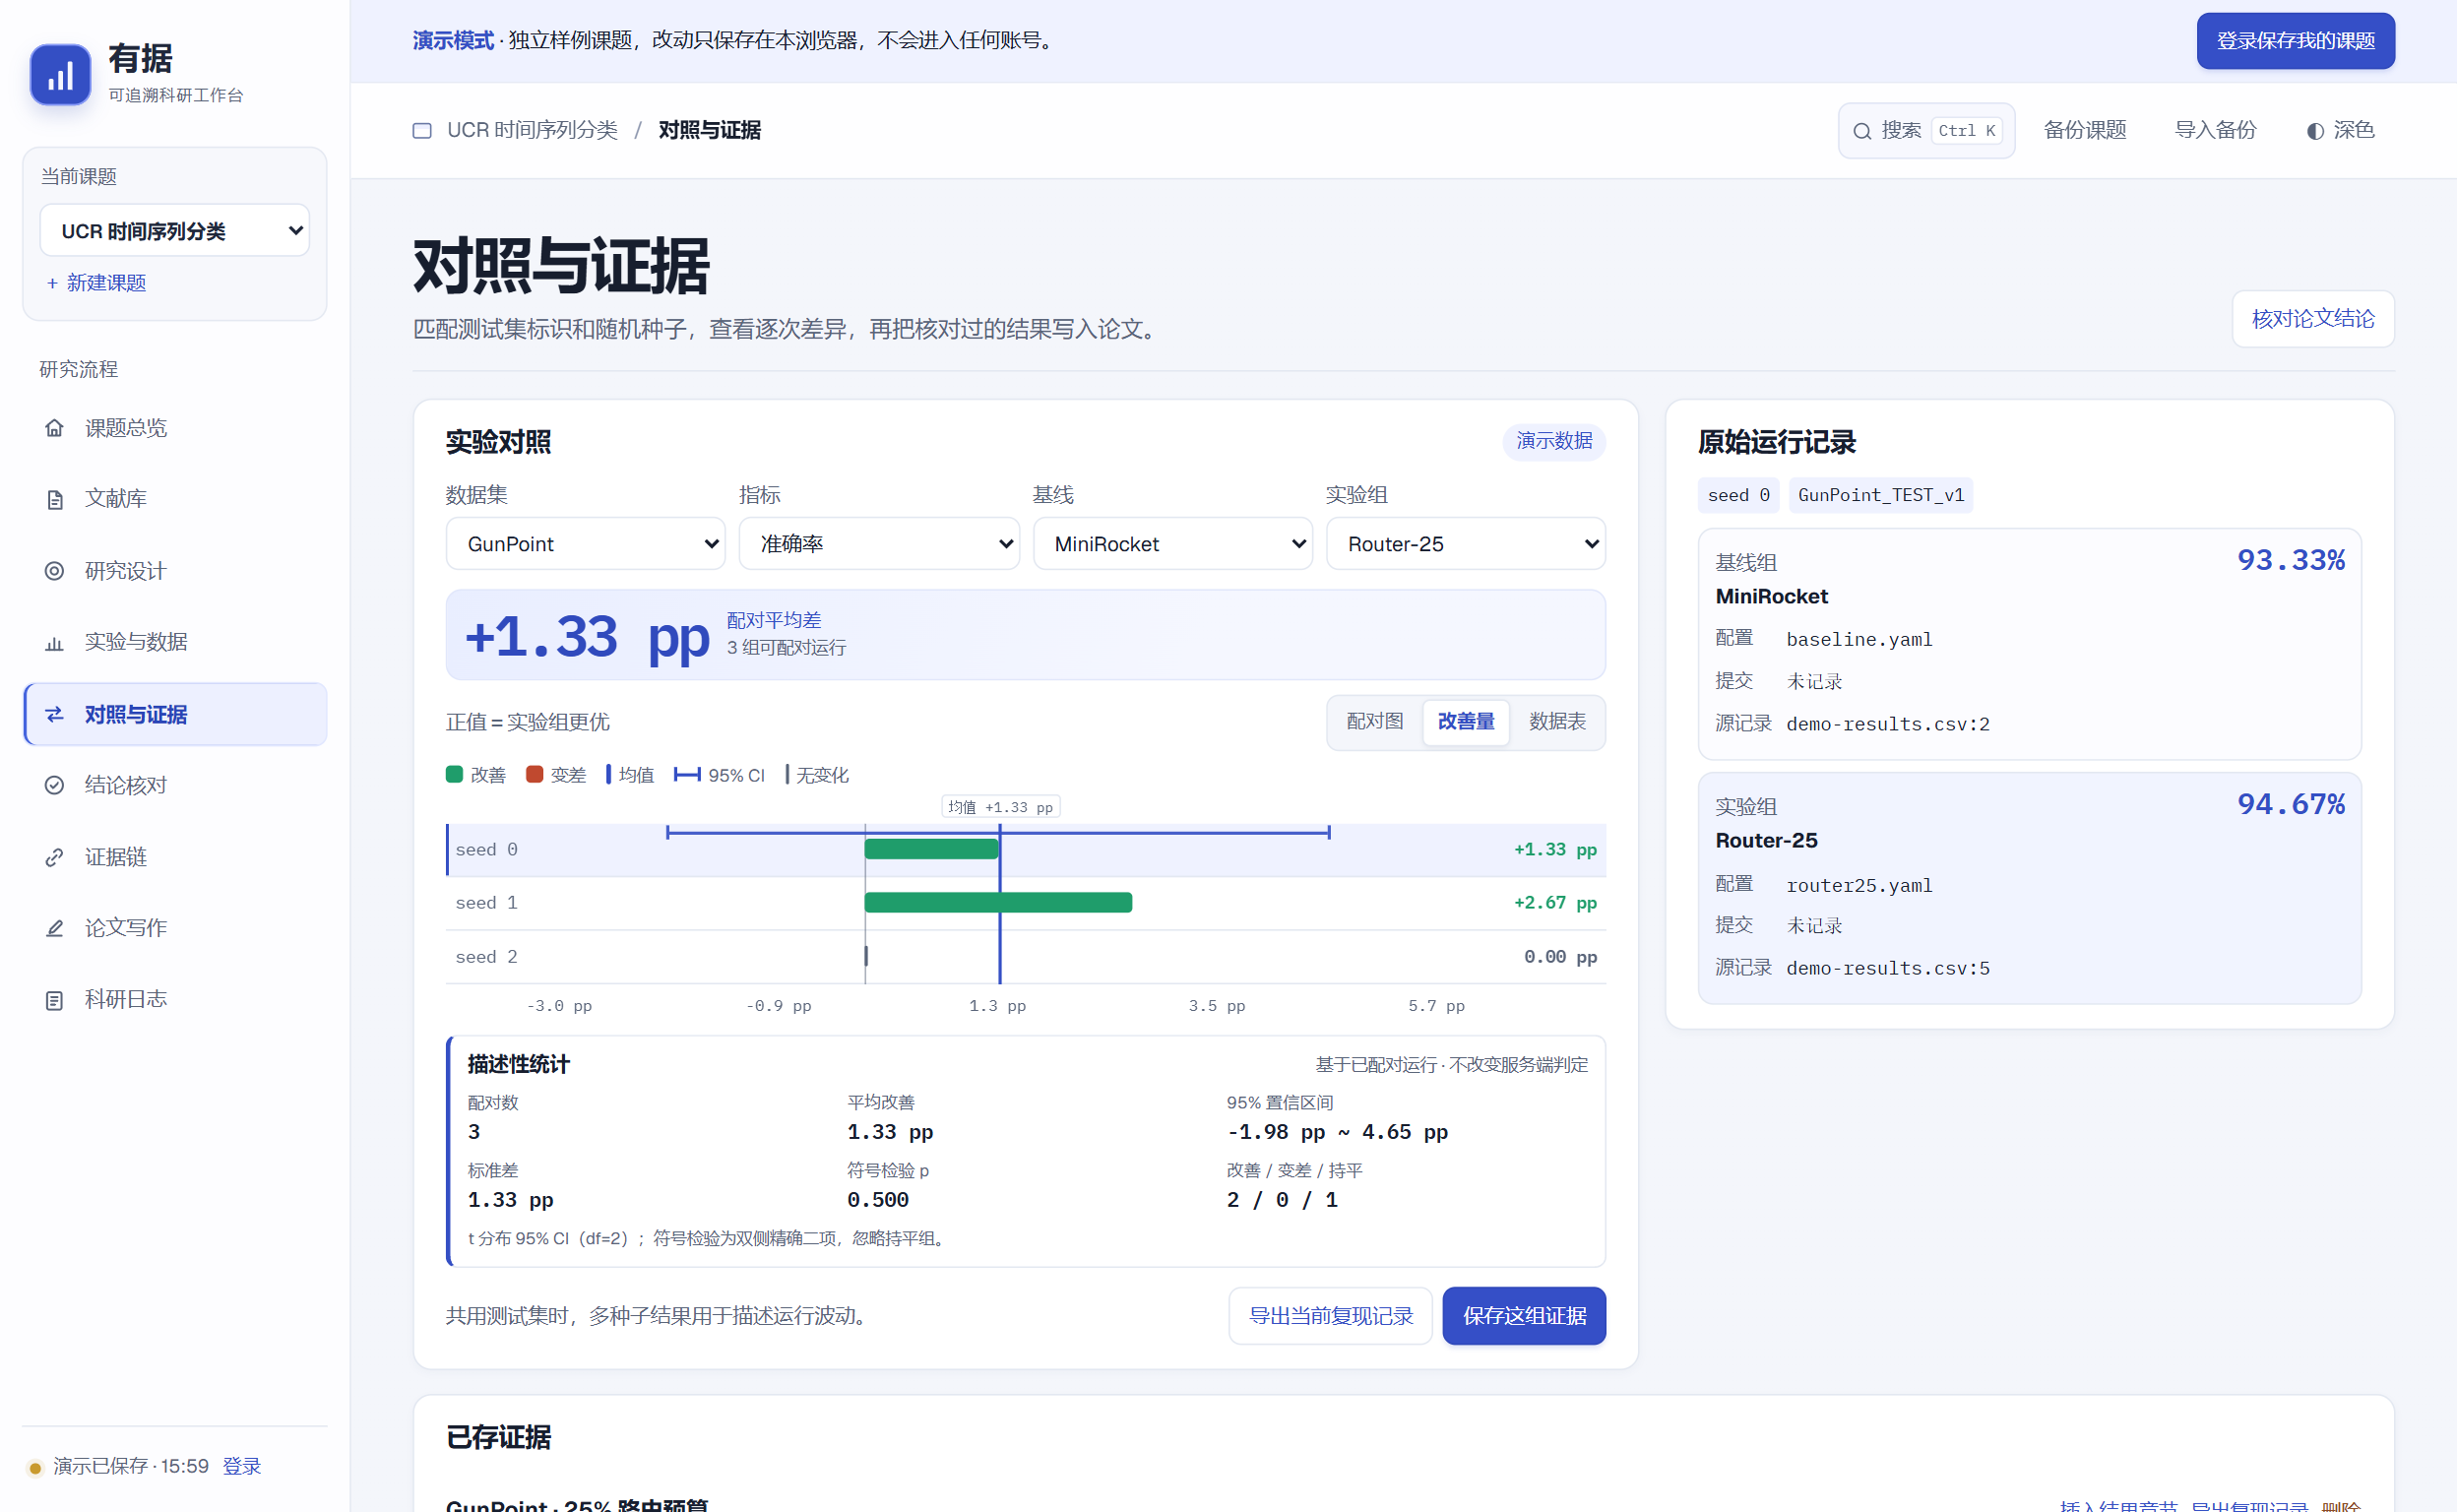 有据
可追溯科研工作台
当前课题
UCR 时间序列分类
+ 新建课题
研究流程
课题总览
文献库
研究设计
实验与数据
对照与证据
结论核对
证据链
论文写作
科研日志
演示已保存 · 15:59 登录
演示模式 · 独立样例课题，改动只保存在本浏览器，不会进入任何账号。
登录保存我的课题
UCR 时间序列分类 / 对照与证据
搜索 Ctrl K
备份课题
导入备份
深色
对照与证据
匹配测试集标识和随机种子，查看逐次差异，再把核对过的结果写入论文。
核对论文结论
实验对照
演示数据
数据集 指标 基线 实验组
GunPoint 准确率 MiniRocket Router-25
+1.33 pp
配对平均差
3 组可配对运行
正值 = 实验组更优
配对图 改善量 数据表
改善 变差 均值 95% CI 无变化
均值 +1.33 pp
seed 0 +1.33 pp
seed 1 +2.67 pp
seed 2 0.00 pp
-3.0 pp -0.9 pp 1.3 pp 3.5 pp 5.7 pp
描述性统计 基于已配对运行 · 不改变服务端判定
配对数 平均改善 95% 置信区间
3 1.33 pp -1.98 pp ~ 4.65 pp
标准差 符号检验 p 改善 / 变差 / 持平
1.33 pp 0.500 2 / 0 / 1
t 分布 95% CI（df=2）；符号检验为双侧精确二项，忽略持平组。
共用测试集时，多种子结果用于描述运行波动。
导出当前复现记录 保存这组证据
原始运行记录
seed 0 GunPoint_TEST_v1
基线组 93.33%
MiniRocket
配置 baseline.yaml
提交 未记录
源记录 demo-results.csv:2
实验组 94.67%
Router-25
配置 router25.yaml
提交 未记录
源记录 demo-results.csv:5
已存证据
GunPoint · 25% 路由预算
插入结果章节 导出复现记录 删除